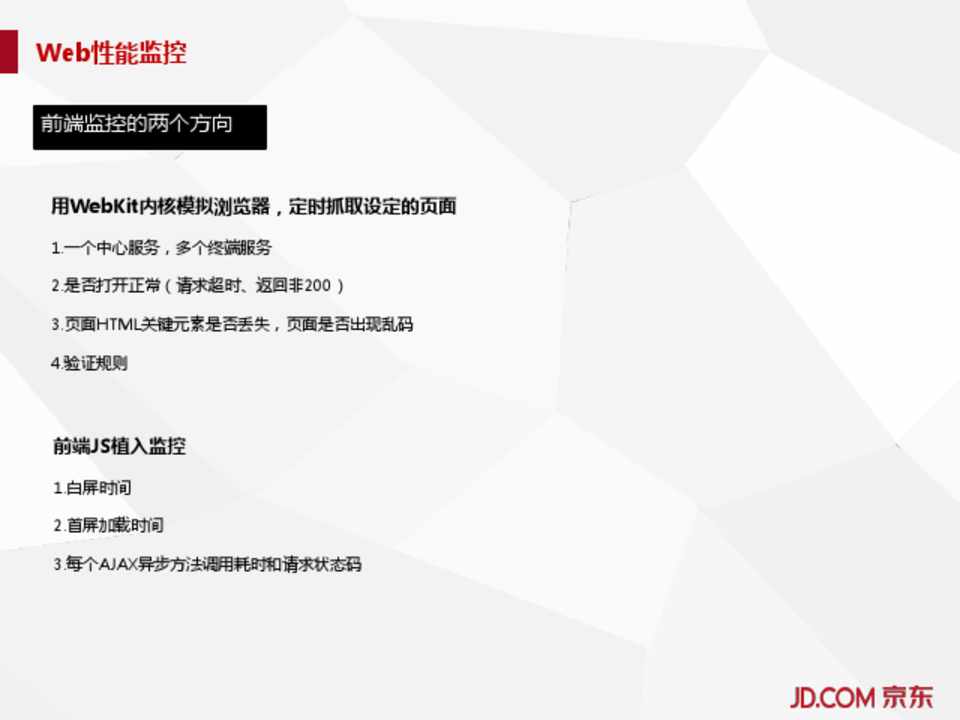 Web性能监控
前端监控的两个方向
用WebKit内核模拟浏览器，定时抓取设定的页面
1.一个中心服务，多个终端服务
2.是否打开正常（请求超时、返回非200）
3.页面HTML关键元素是否丢失，页面是否出现乱码
4.验证规则
前端JS植入监控
1.白屏时间
2.首屏加载时间
3.每个AJAX异步方法调用耗时和请求状态码
JD.COM 京东